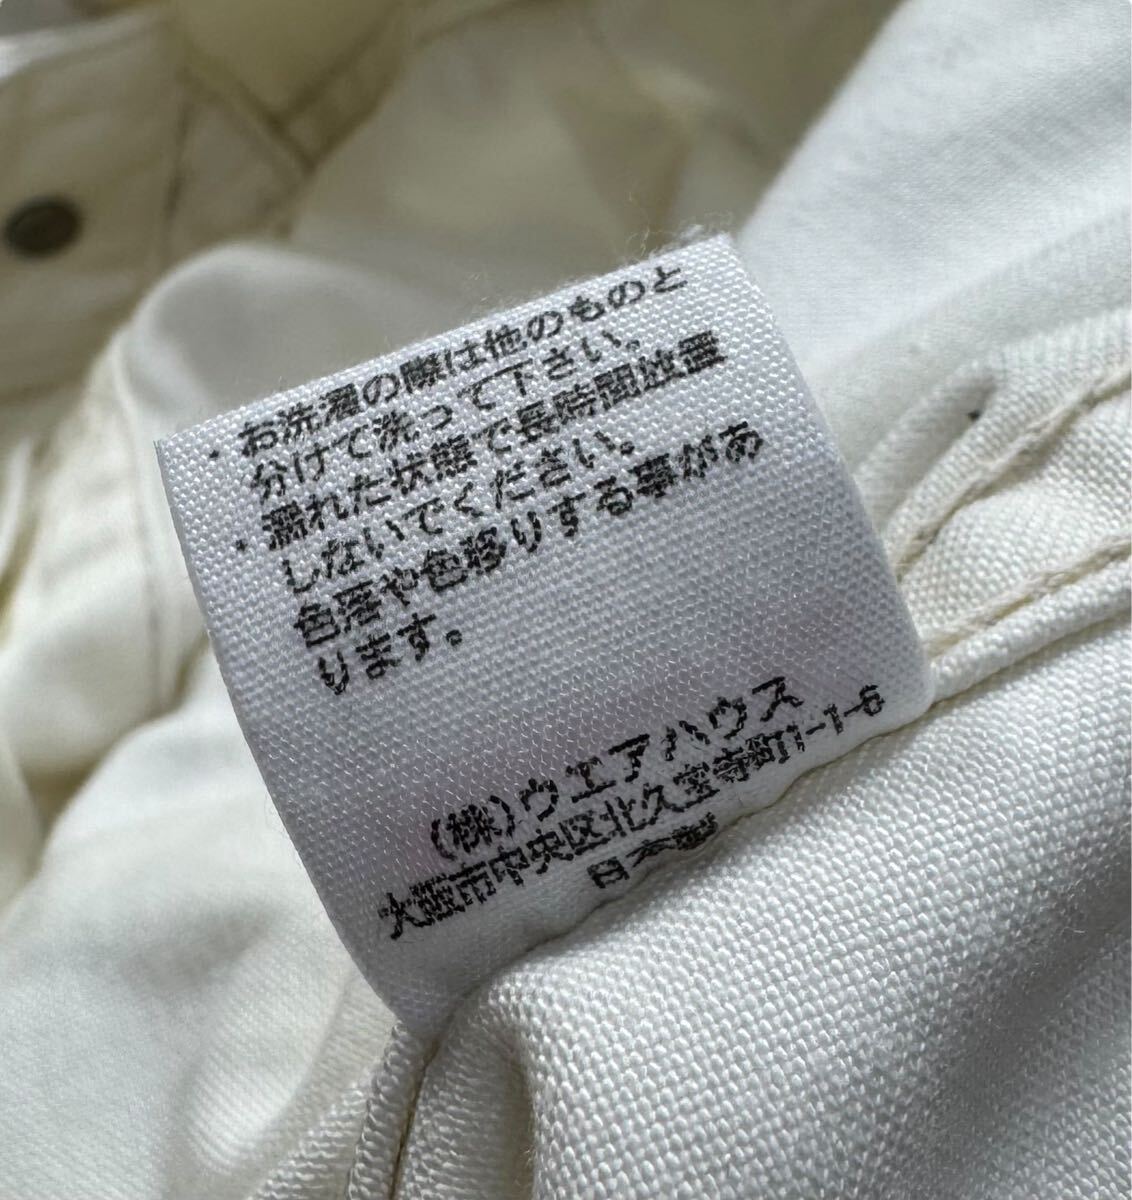 ・お洗濯の際は他のものと
分けて洗って下さい。
・濡れた状態で長時間放置
しないでください。
色落や色移りする事があ
ります。
(株)ウエアハウス
大阪市中央区北久宝寺町1-1-6
日本製